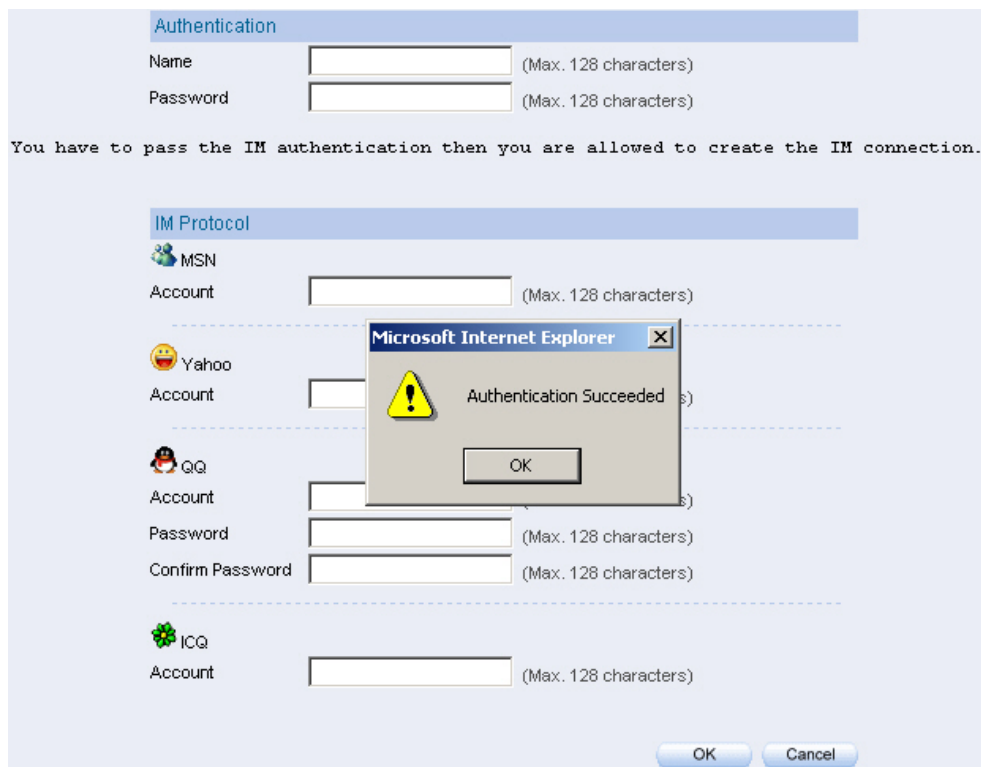 Authentication
Name (Max. 128 characters)
Password (Max. 128 characters)
You have to pass the IM authentication then you are allowed to create the IM connection.
IM Protocol
MSN
Account (Max. 128 characters)
Yahoo
Account s)
QQ
Account s)
Password (Max. 128 characters)
Confirm Password (Max. 128 characters)
ICQ
Account (Max. 128 characters)
Microsoft Internet Explorer
Authentication Succeeded
OK
OK Cancel